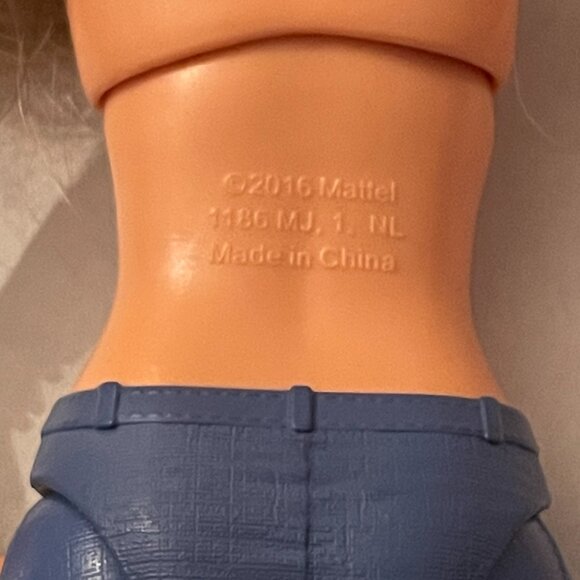 ©2016 Mattel
1186 MJ, 1, NL
Made in China